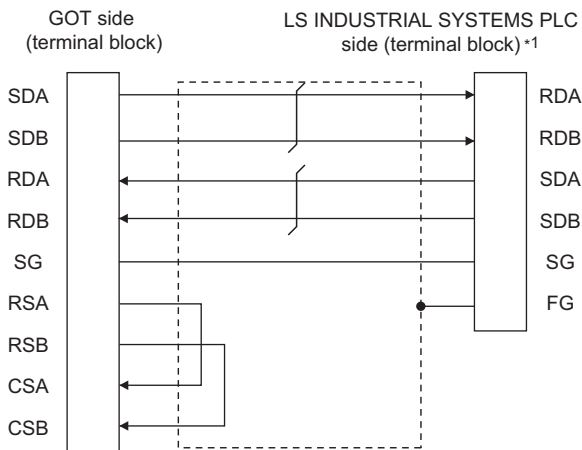 GOT side
(terminal block)
LS INDUSTRIAL SYSTEMS PLC
side (terminal block) *1
SDA
SDB
RDA
RDB
SG
RSA
RSB
CSA
CSB
RDA
RDB
SDA
SDB
SG
FG